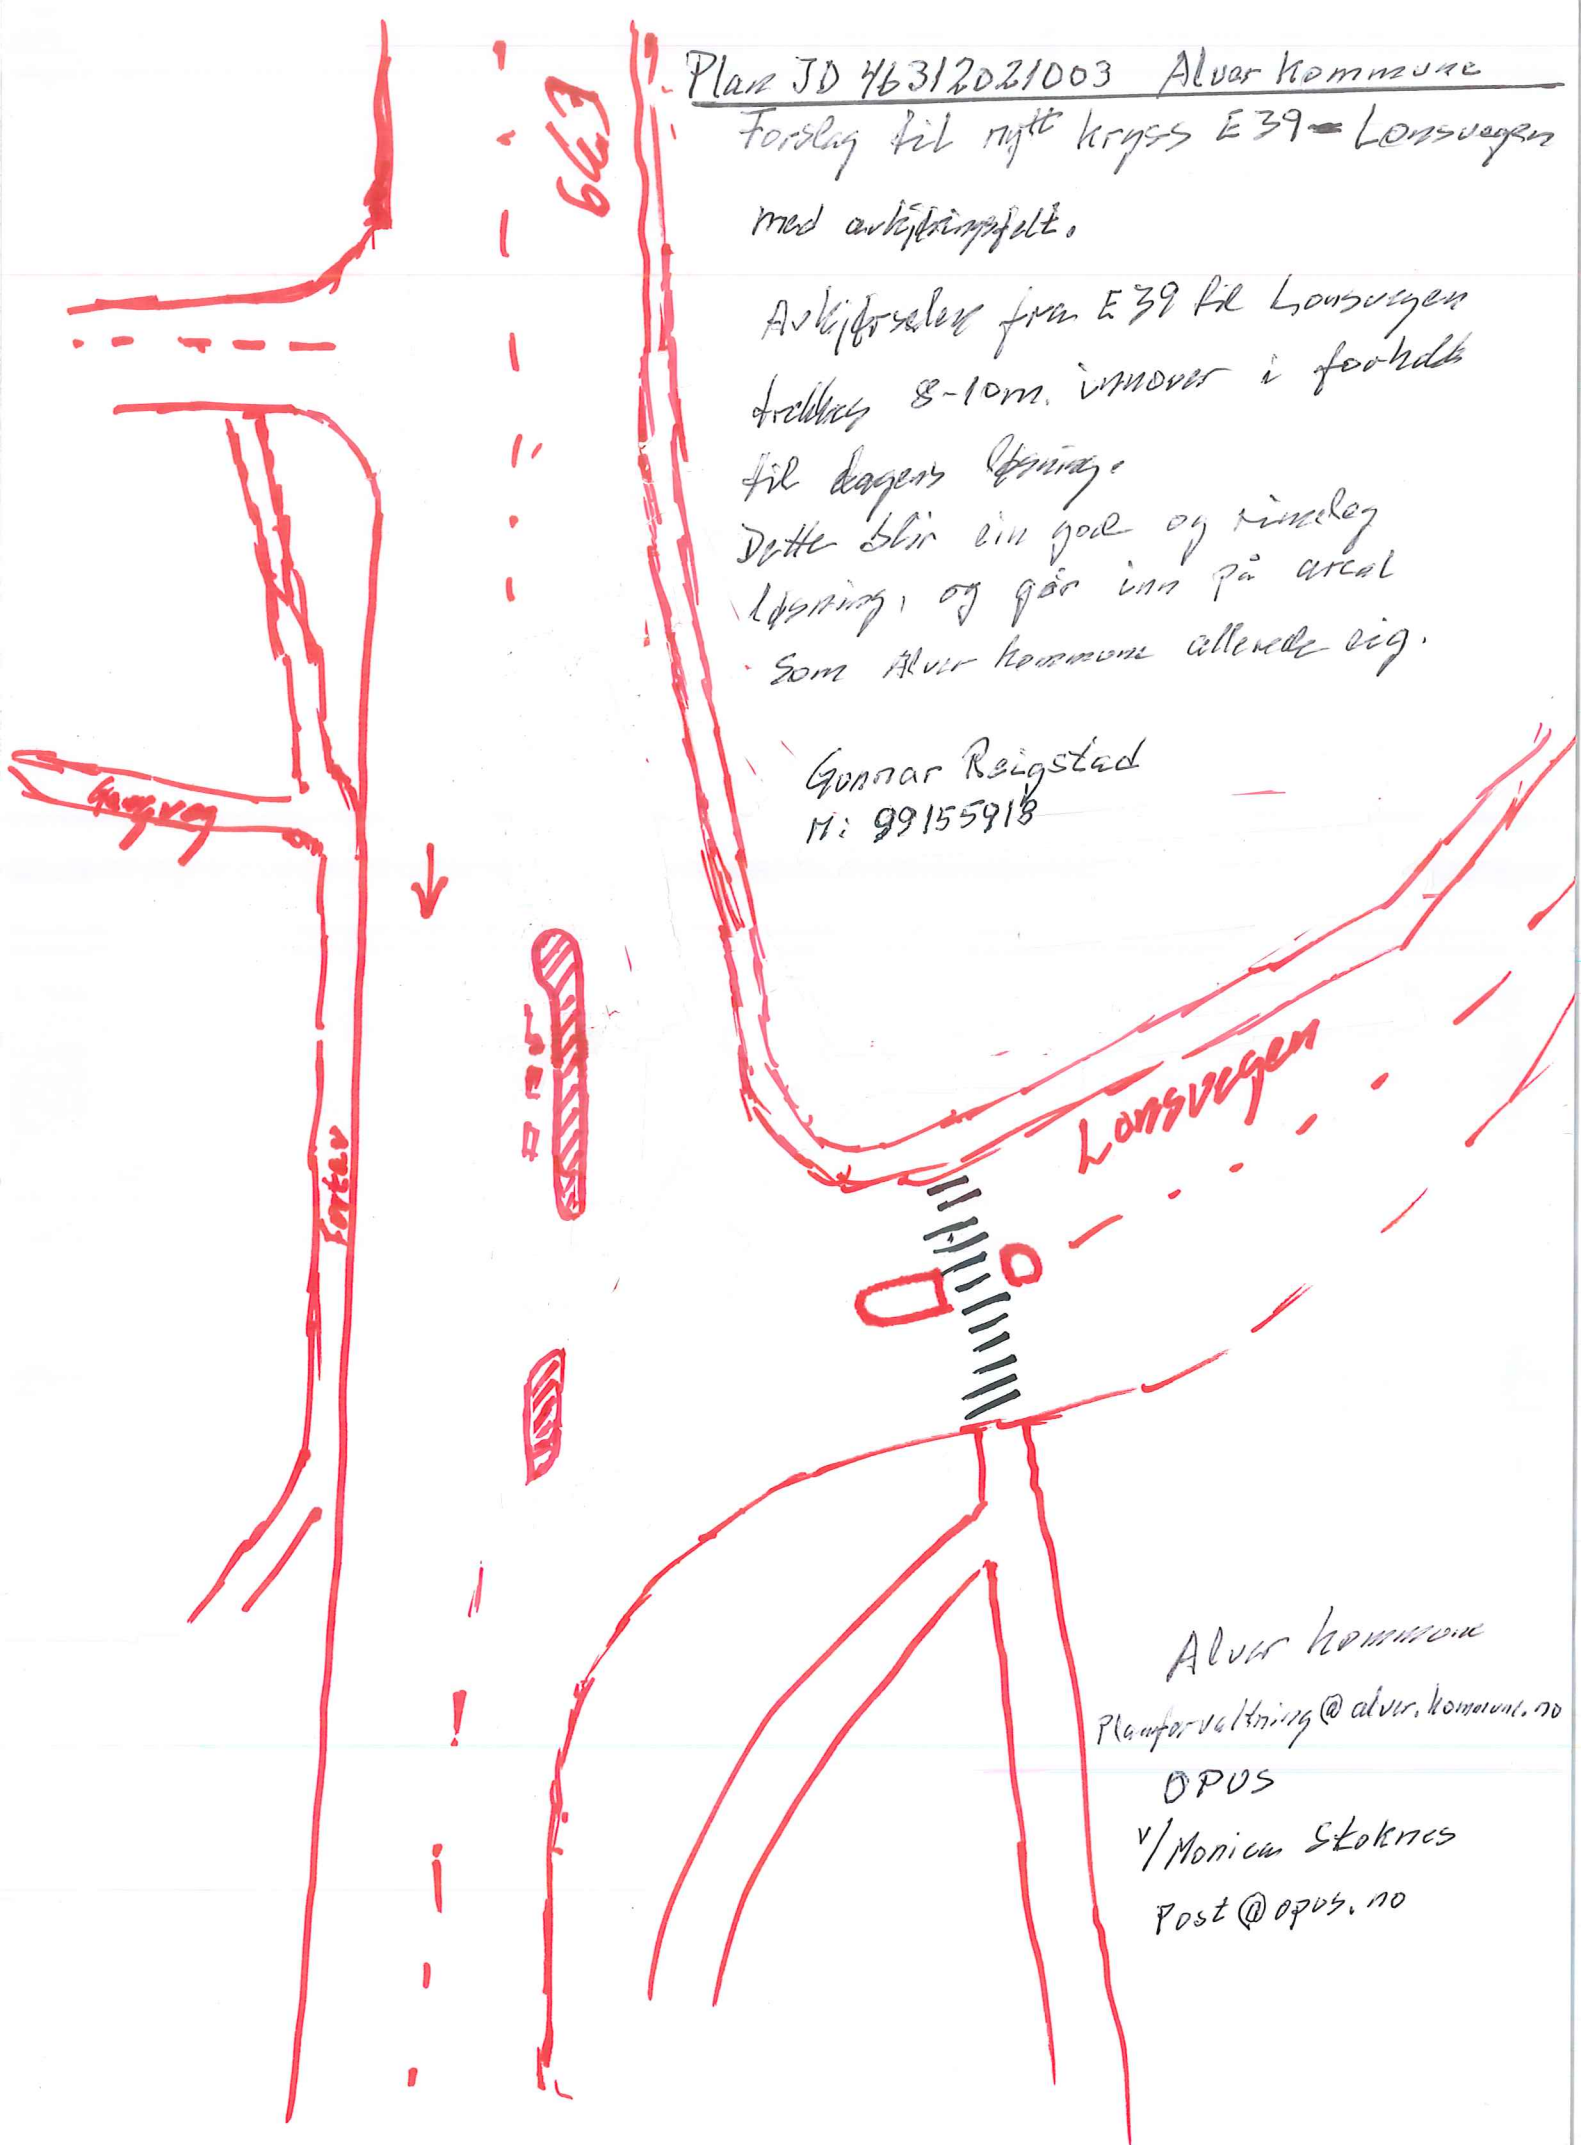 Plan ID 46312021003 Alver Kommune
Forslag til nytt kryss E39 - Lonsvegen
med avkjøringsfelt.
Avkjørselen fra E39 til Lonsvegen
trekkes 8-10m. innover i forhold
til dagens løsning.
Dette blir ein god og rimeleg
løsning, og går inn på areal
som Alver kommune allerede eig.
Gunnar Reigstad
M: 99155918
E39
Gangveg
Fortav
Lonsvegen
Alver kommune
Planforvaltning@alver.kommune.no
OPUS
v/Monica Stoknes
Post@opus.no